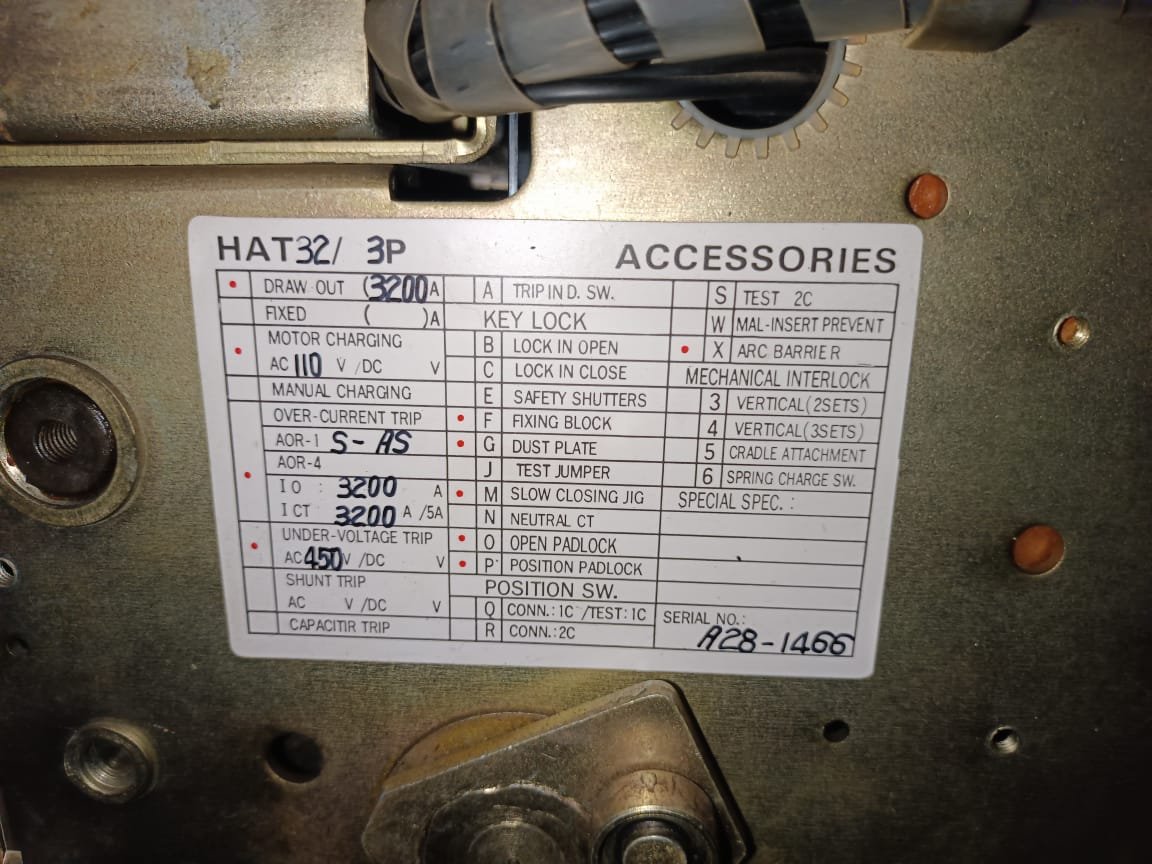 HAT32/ 3P ACCESSORIES
DRAW OUT (3200A
FIXED ( )A
MOTOR CHARGING
AC 110 V /DC V
MANUAL CHARGING
OVER-CURRENT TRIP
AOR-1 S-AS
AOR-4
I O : 3200 A
I CT : 3200 A /5A
UNDER-VOLTAGE TRIP
AC 450 V /DC V
SHUNT TRIP
AC V /DC V
CAPACITIR TRIP
A TRIP IND. SW.
KEY LOCK
B LOCK IN OPEN
C LOCK IN CLOSE
E SAFETY SHUTTERS
F FIXING BLOCK
G DUST PLATE
J TEST JUMPER
M SLOW CLOSING JIG
N NEUTRAL CT
O OPEN PADLOCK
P POSITION PADLOCK
POSITION SW.
Q CONN.:1C /TEST:1C
R CONN.:2C
S TEST 2C
W MAL-INSERT PREVENT
X ARC BARRIER
MECHANICAL INTERLOCK
3 VERTICAL(2SETS)
4 VERTICAL(3SETS)
5 CRADLE ATTACHMENT
6 SPRING CHARGE SW.
SPECIAL SPEC. :
SERIAL NO.:
A28-1466